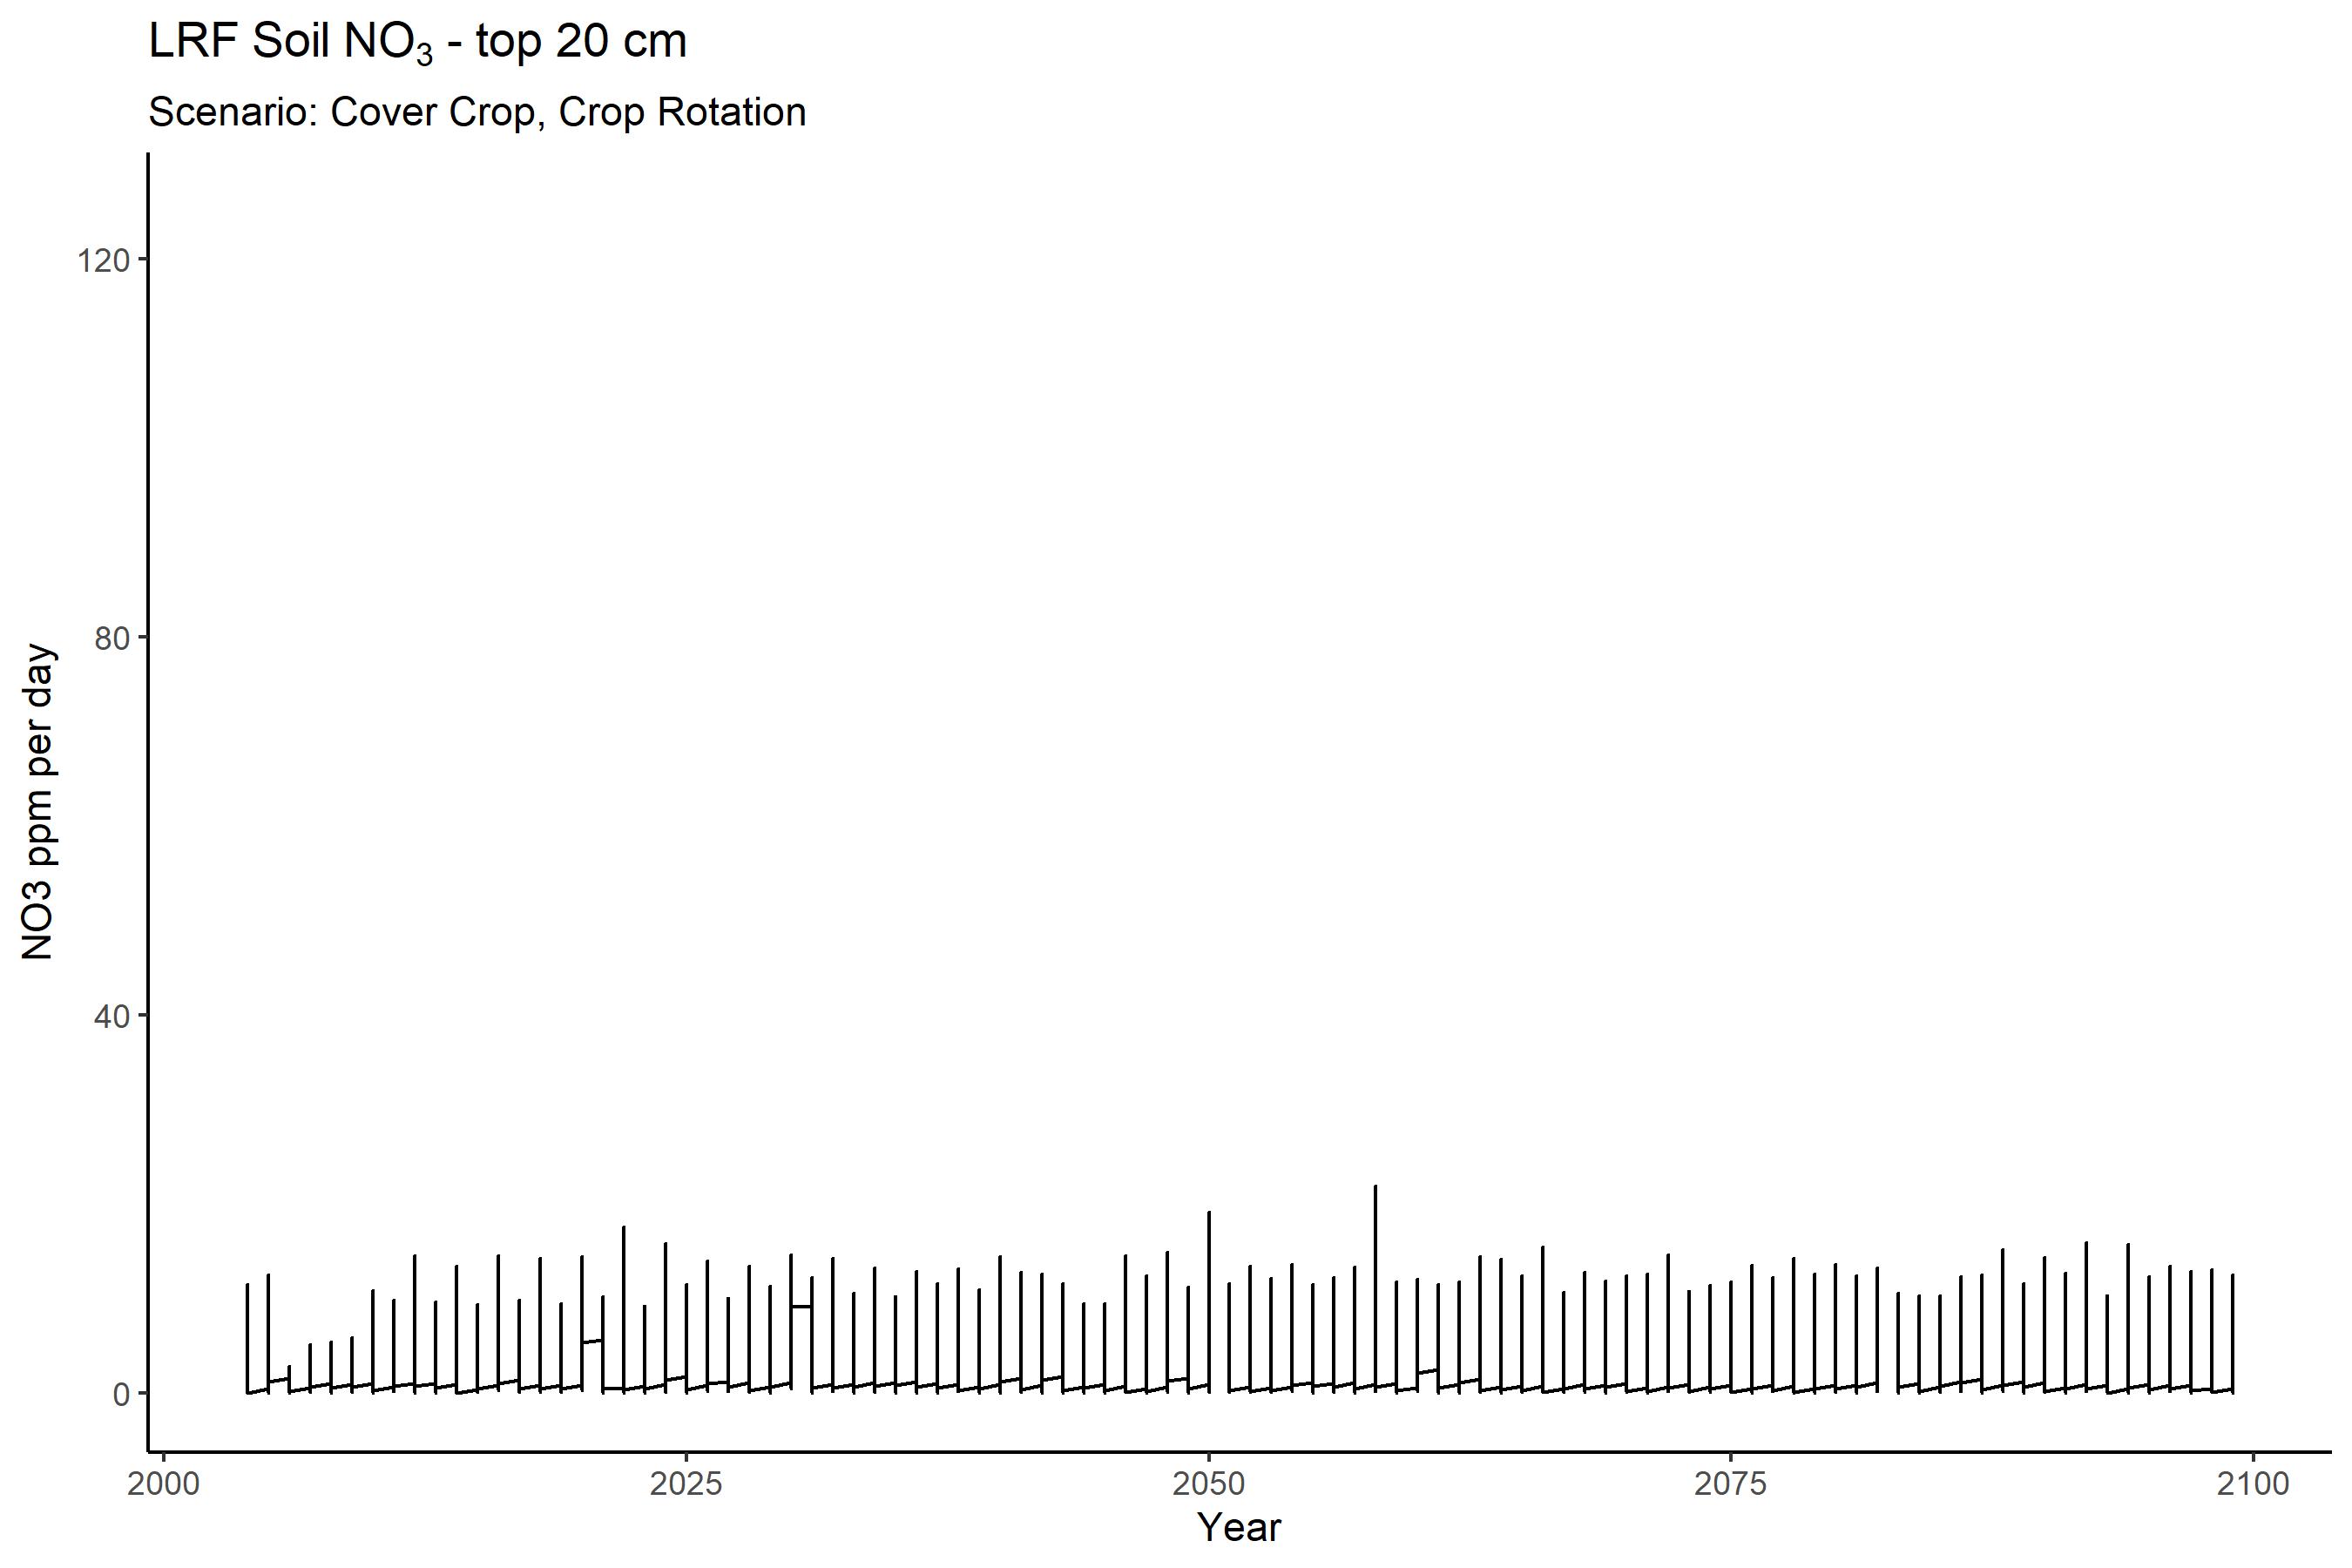 LRF Soil NO₃ - top 20 cm
Scenario: Cover Crop, Crop Rotation
120
80
40
0
NO3 ppm per day
2000 2025 2050 2075 2100
Year